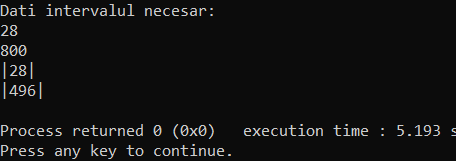 Dati intervalul necesar:
28
800
|28|
|496|
Process returned 0 (0x0)   execution time : 5.193 s
Press any key to continue.